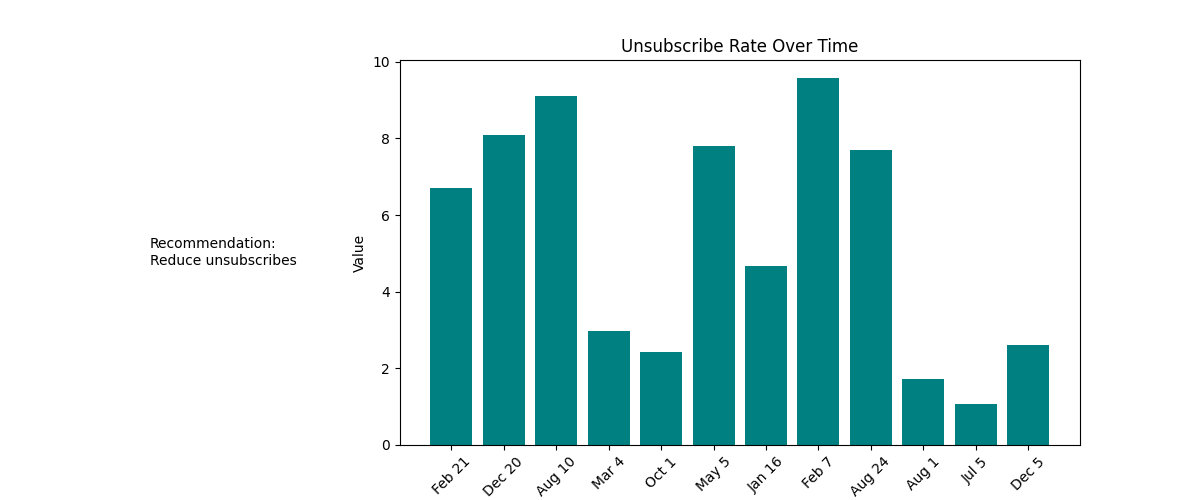 Unsubscribe Rate Over Time
Recommendation:
Reduce unsubscribes
Value
10
8
6
4
2
0
Feb 21
Dec 20
Aug 10
Mar 4
Oct 1
May 5
Jan 16
Feb 7
Aug 24
Aug 1
Jul 5
Dec 5